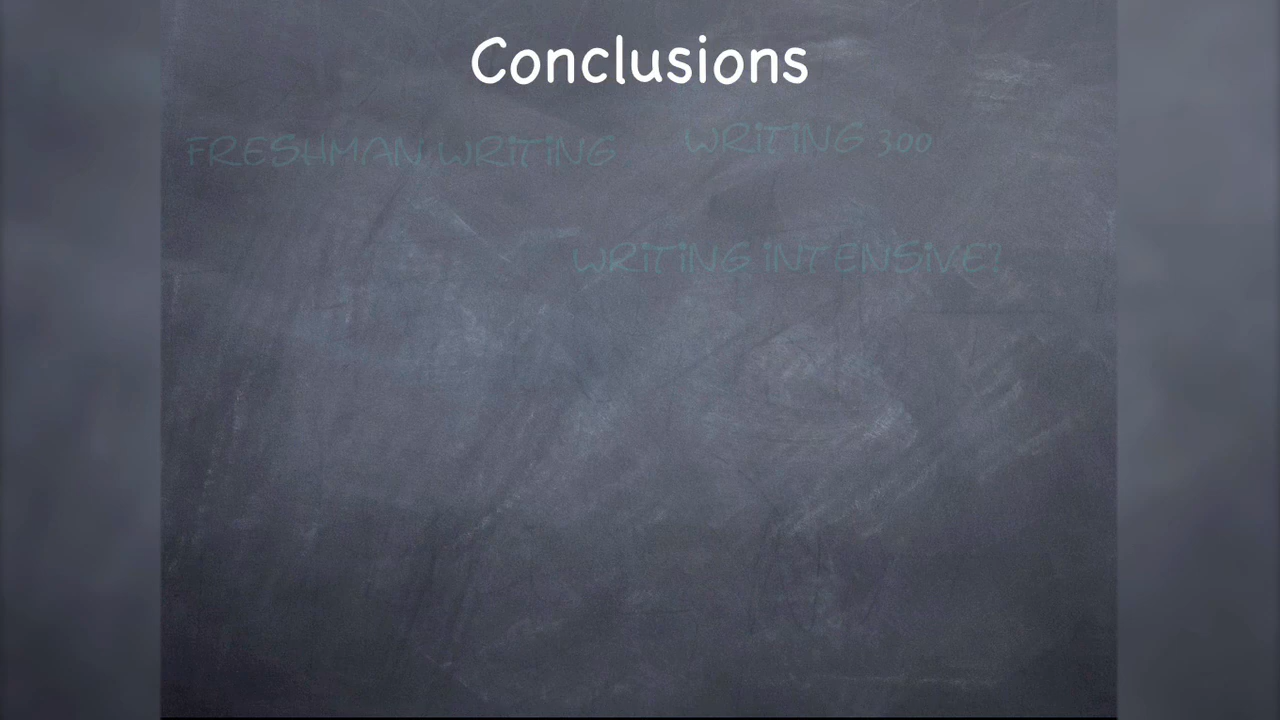 Conclusions
FRESHMAN WRITING
WRITING 300
WRITING INTENSIVE?